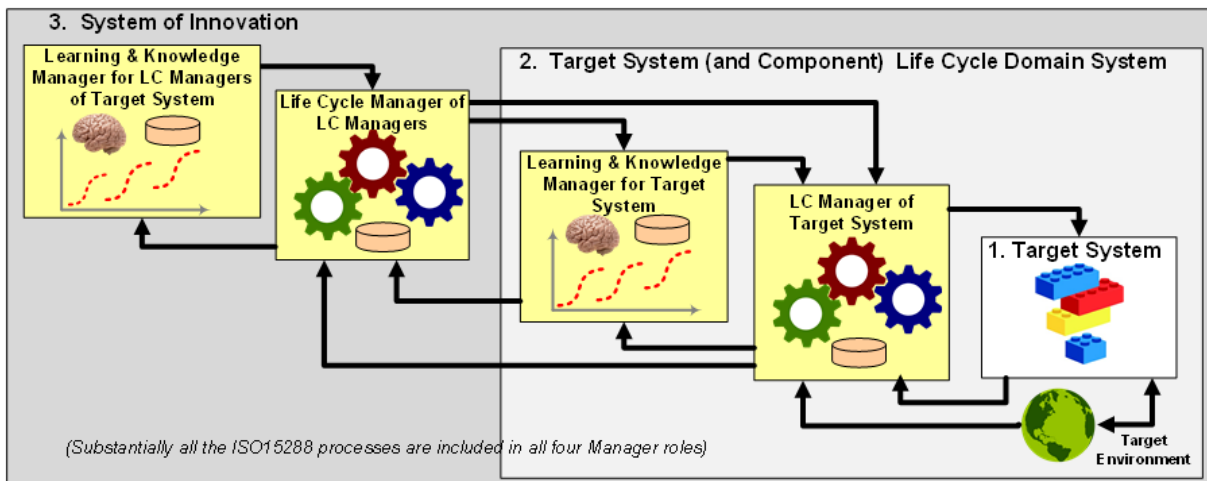 3. System of Innovation
Learning & Knowledge
Manager for LC Managers
of Target System
2. Target System (and Component) Life Cycle Domain System
Life Cycle Manager of
LC Managers
Learning & Knowledge
Manager for Target
System
LC Manager of
Target System
1. Target System
(Substantially all the ISO15288 processes are included in all four Manager roles)
Target
Environment